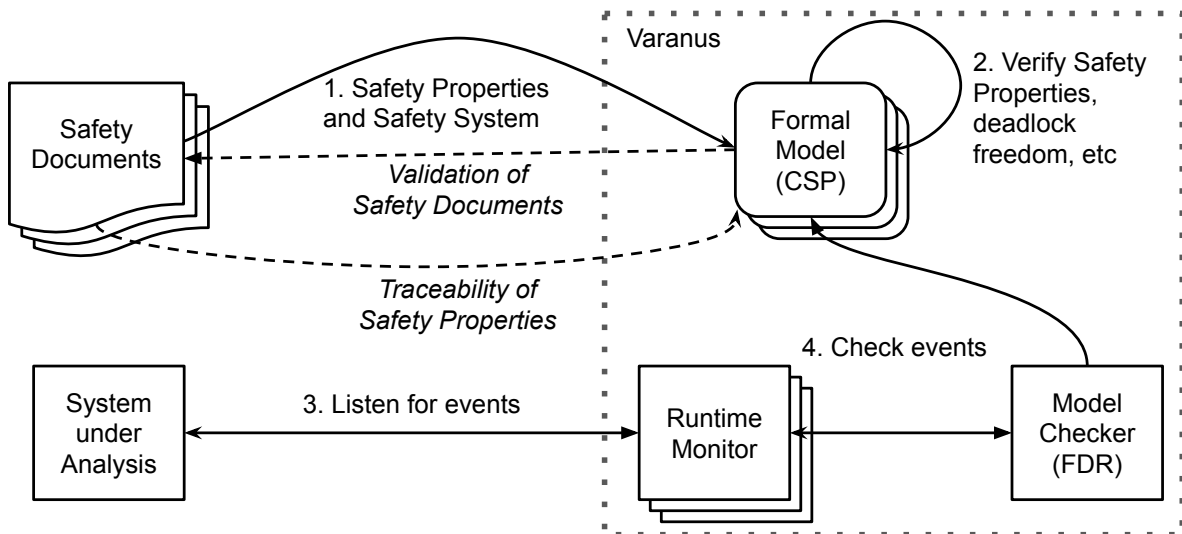 Varanus
Safety
Documents
1. Safety Properties
and Safety System
Formal
Model
(CSP)
2. Verify Safety
Properties,
deadlock
freedom, etc
Validation of
Safety Documents
Traceability of
Safety Properties
System
under
Analysis
3. Listen for events
Runtime
Monitor
4. Check events
Model
Checker
(FDR)